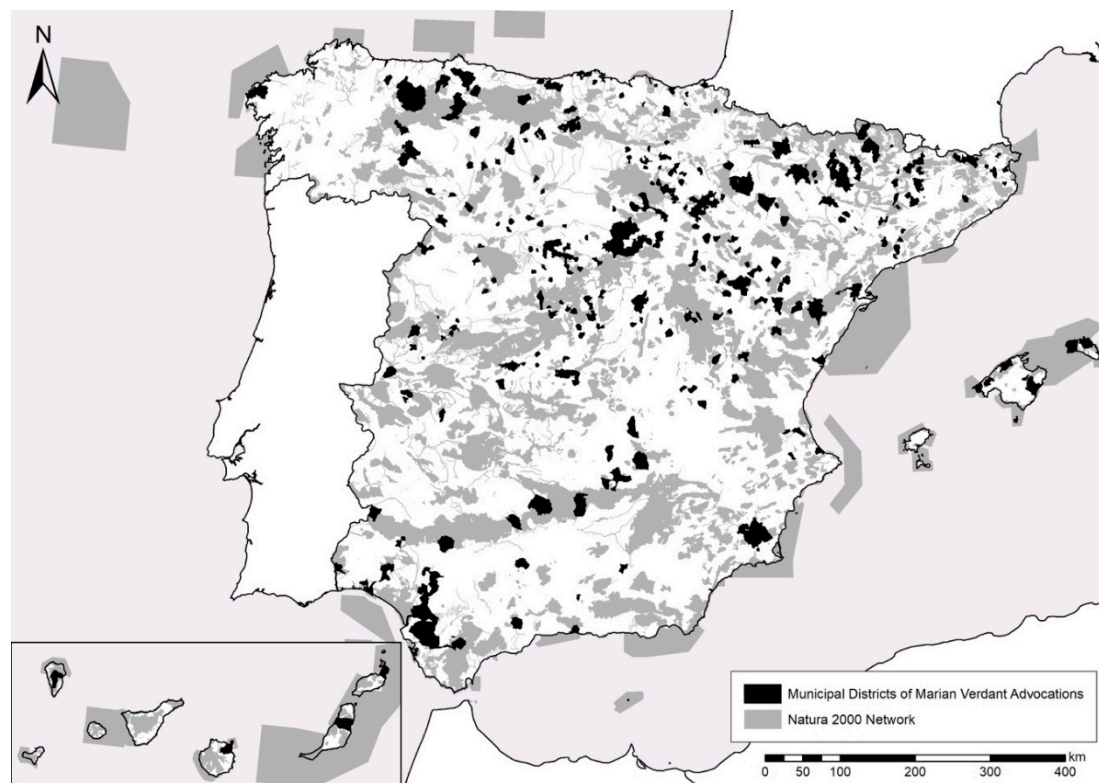 N
Municipal Districts of Marian Verdant Advocations
Natura 2000 Network
km
0 50 100 200 300 400